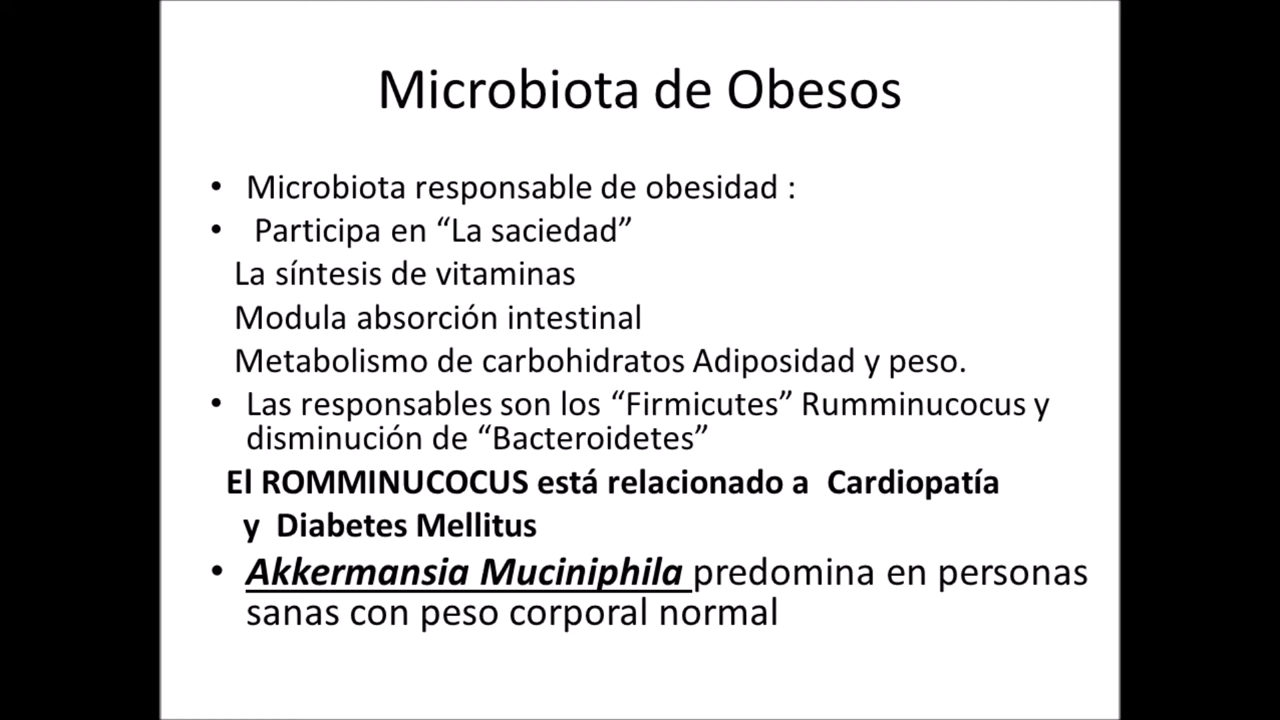 Microbiota de Obesos
• Microbiota responsable de obesidad :
• Participa en “La saciedad”
La síntesis de vitaminas
Modula absorción intestinal
Metabolismo de carbohidratos Adiposidad y peso.
• Las responsables son los “Firmicutes” Rumminucocus y
disminución de “Bacteroidetes”
El ROMMINUCOCUS está relacionado a Cardiopatía
y Diabetes Mellitus
• Akkermansia Muciniphila predomina en personas
sanas con peso corporal normal